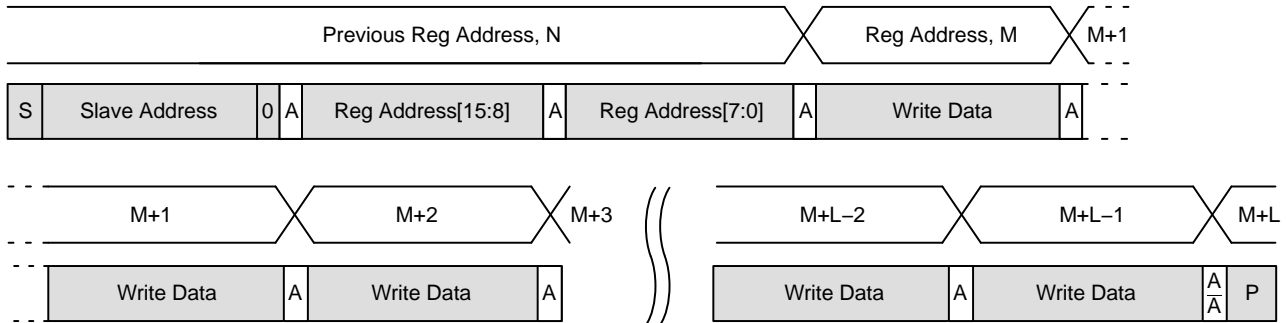 Previous Reg Address, N Reg Address, M M+1
S Slave Address 0 A Reg Address[15:8] A Reg Address[7:0] A Write Data A
M+1 M+2 M+3 M+L−2 M+L−1 M+L
Write Data A Write Data A Write Data A Write Data A/A̅ P